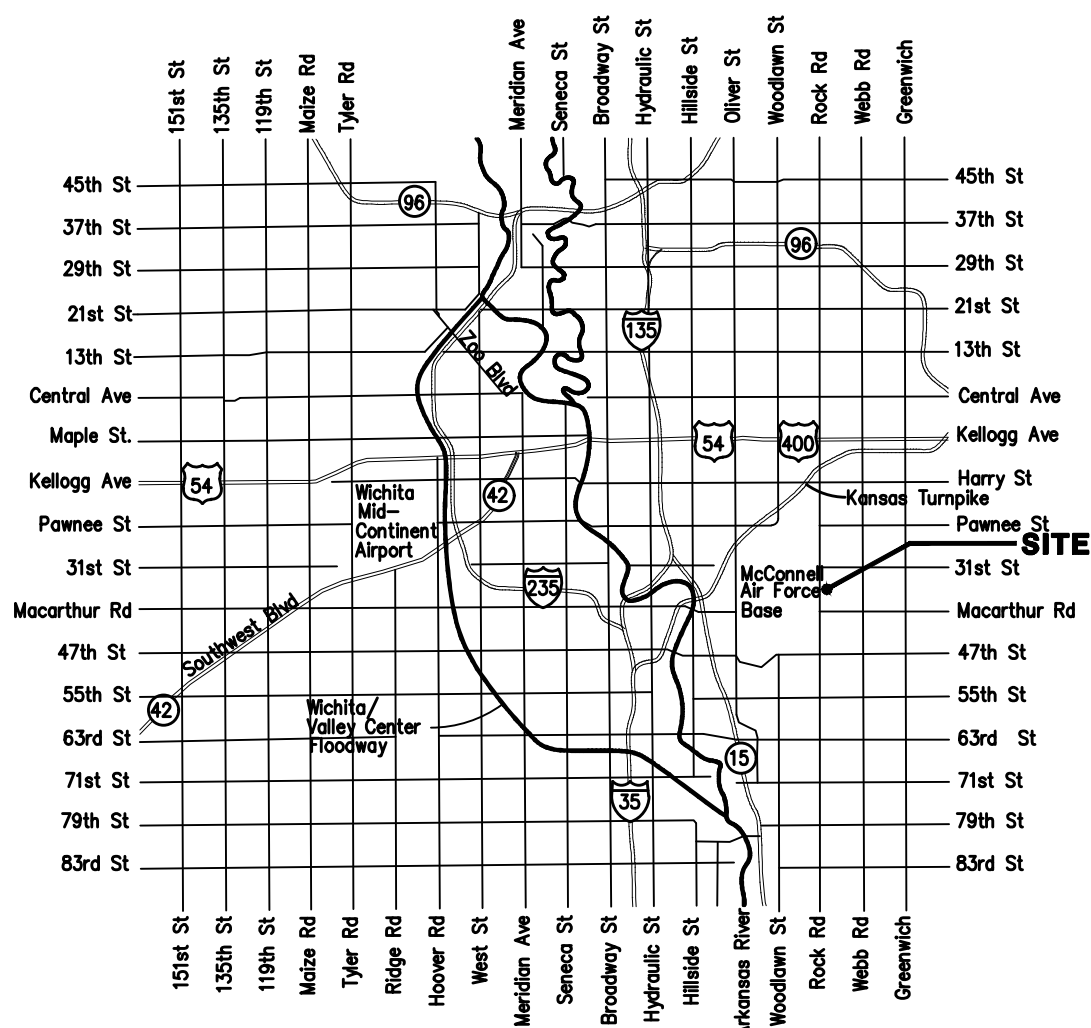 151st St
135th St
119th St
Maize Rd
Tyler Rd
Meridian Ave
Seneca St
Broadway St
Hydraulic St
Hillside St
Oliver St
Woodlawn St
Rock Rd
Webb Rd
Greenwich
45th St
45th St
96
37th St
37th St
96
29th St
29th St
21st St
21st St
135
13th St
13th St
Zoo Blvd
Central Ave
Central Ave
Maple St.
54
400
Kellogg Ave
Kellogg Ave
54
42
Harry St
Kansas Turnpike
Wichita
Mid-
Continent
Airport
Pawnee St
Pawnee St
SITE
31st St
31st St
McConnell
Air Force
Base
235
Macarthur Rd
Macarthur Rd
Southwest Blvd
47th St
47th St
55th St
55th St
42
Wichita/
Valley Center
Floodway
63rd St
63rd St
15
71st St
71st St
35
79th St
79th St
83rd St
83rd St
151st St
135th St
119th St
Maize Rd
Tyler Rd
Ridge Rd
Hoover Rd
West St
Meridian Ave
Seneca St
Broadway St
Hydraulic St
Hillside St
Arkansas River
Woodlawn St
Rock Rd
Webb Rd
Greenwich